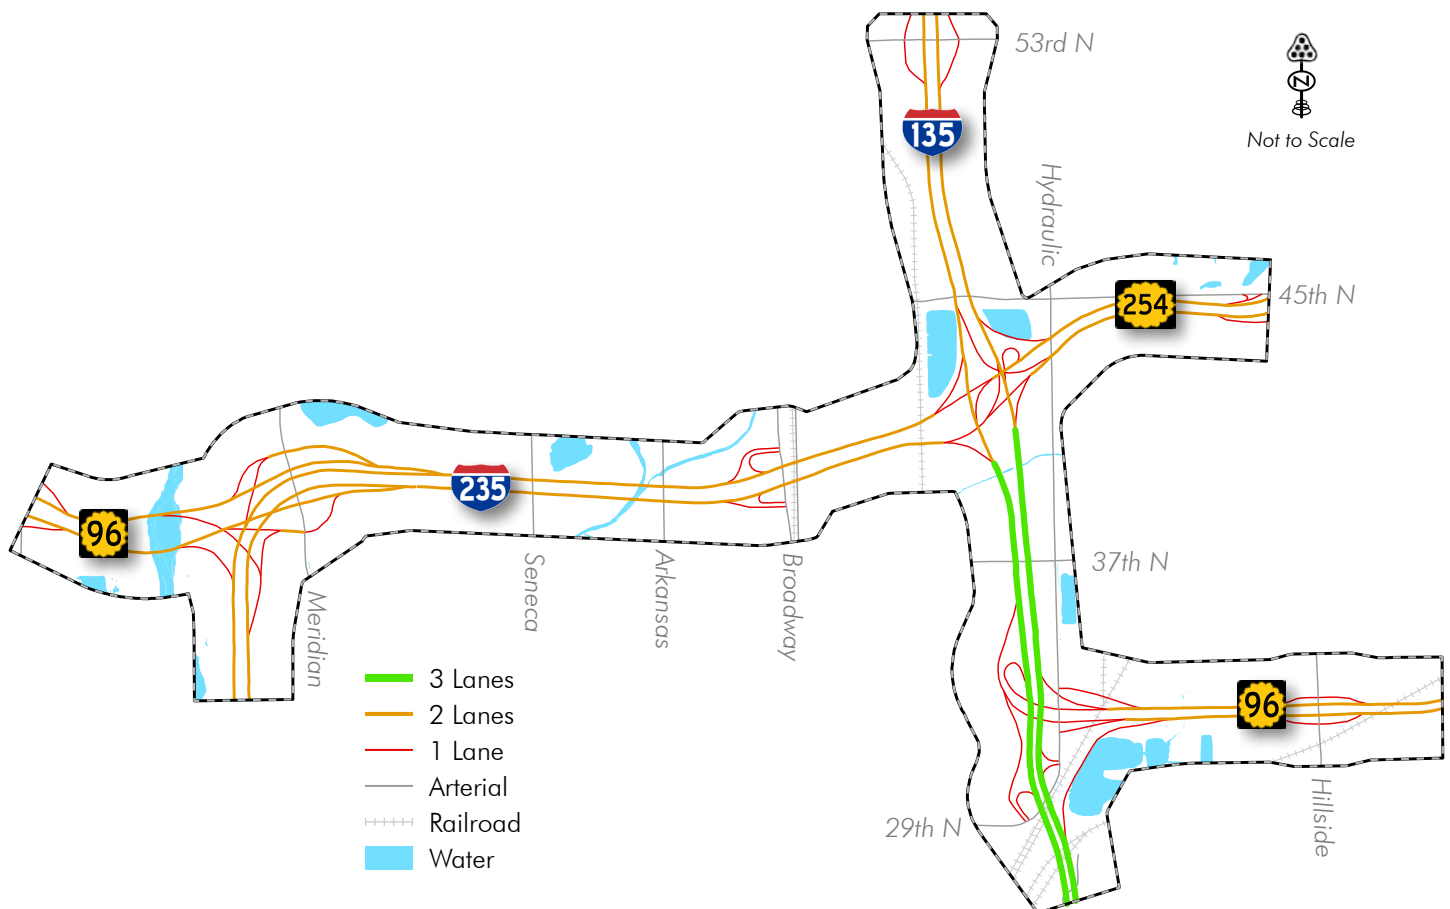 53rd N
135
N
Not to Scale
Hydraulic
254
45th N
235
96
Seneca
Arkansas
Broadway
37th N
Meridian
3 Lanes
2 Lanes
1 Lane
Arterial
Railroad
Water
96
29th N
Hillside